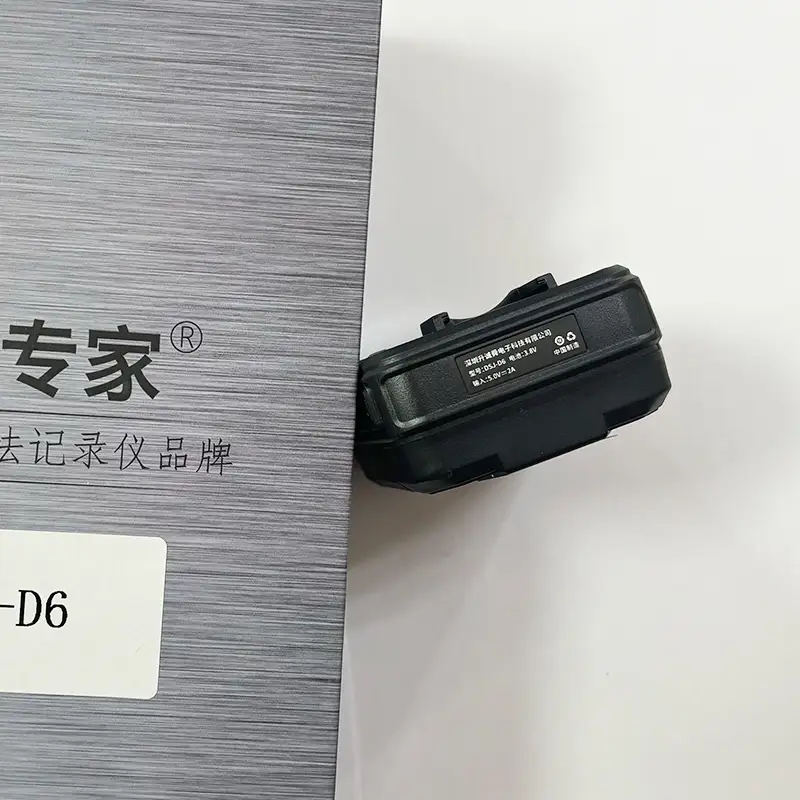 专家®
法记录仪品牌
-D6
深圳升诚舜电子科技有限公司
型号:DSJ-D6 电池:3.8V
输入:5.0V⎓2A
中国制造